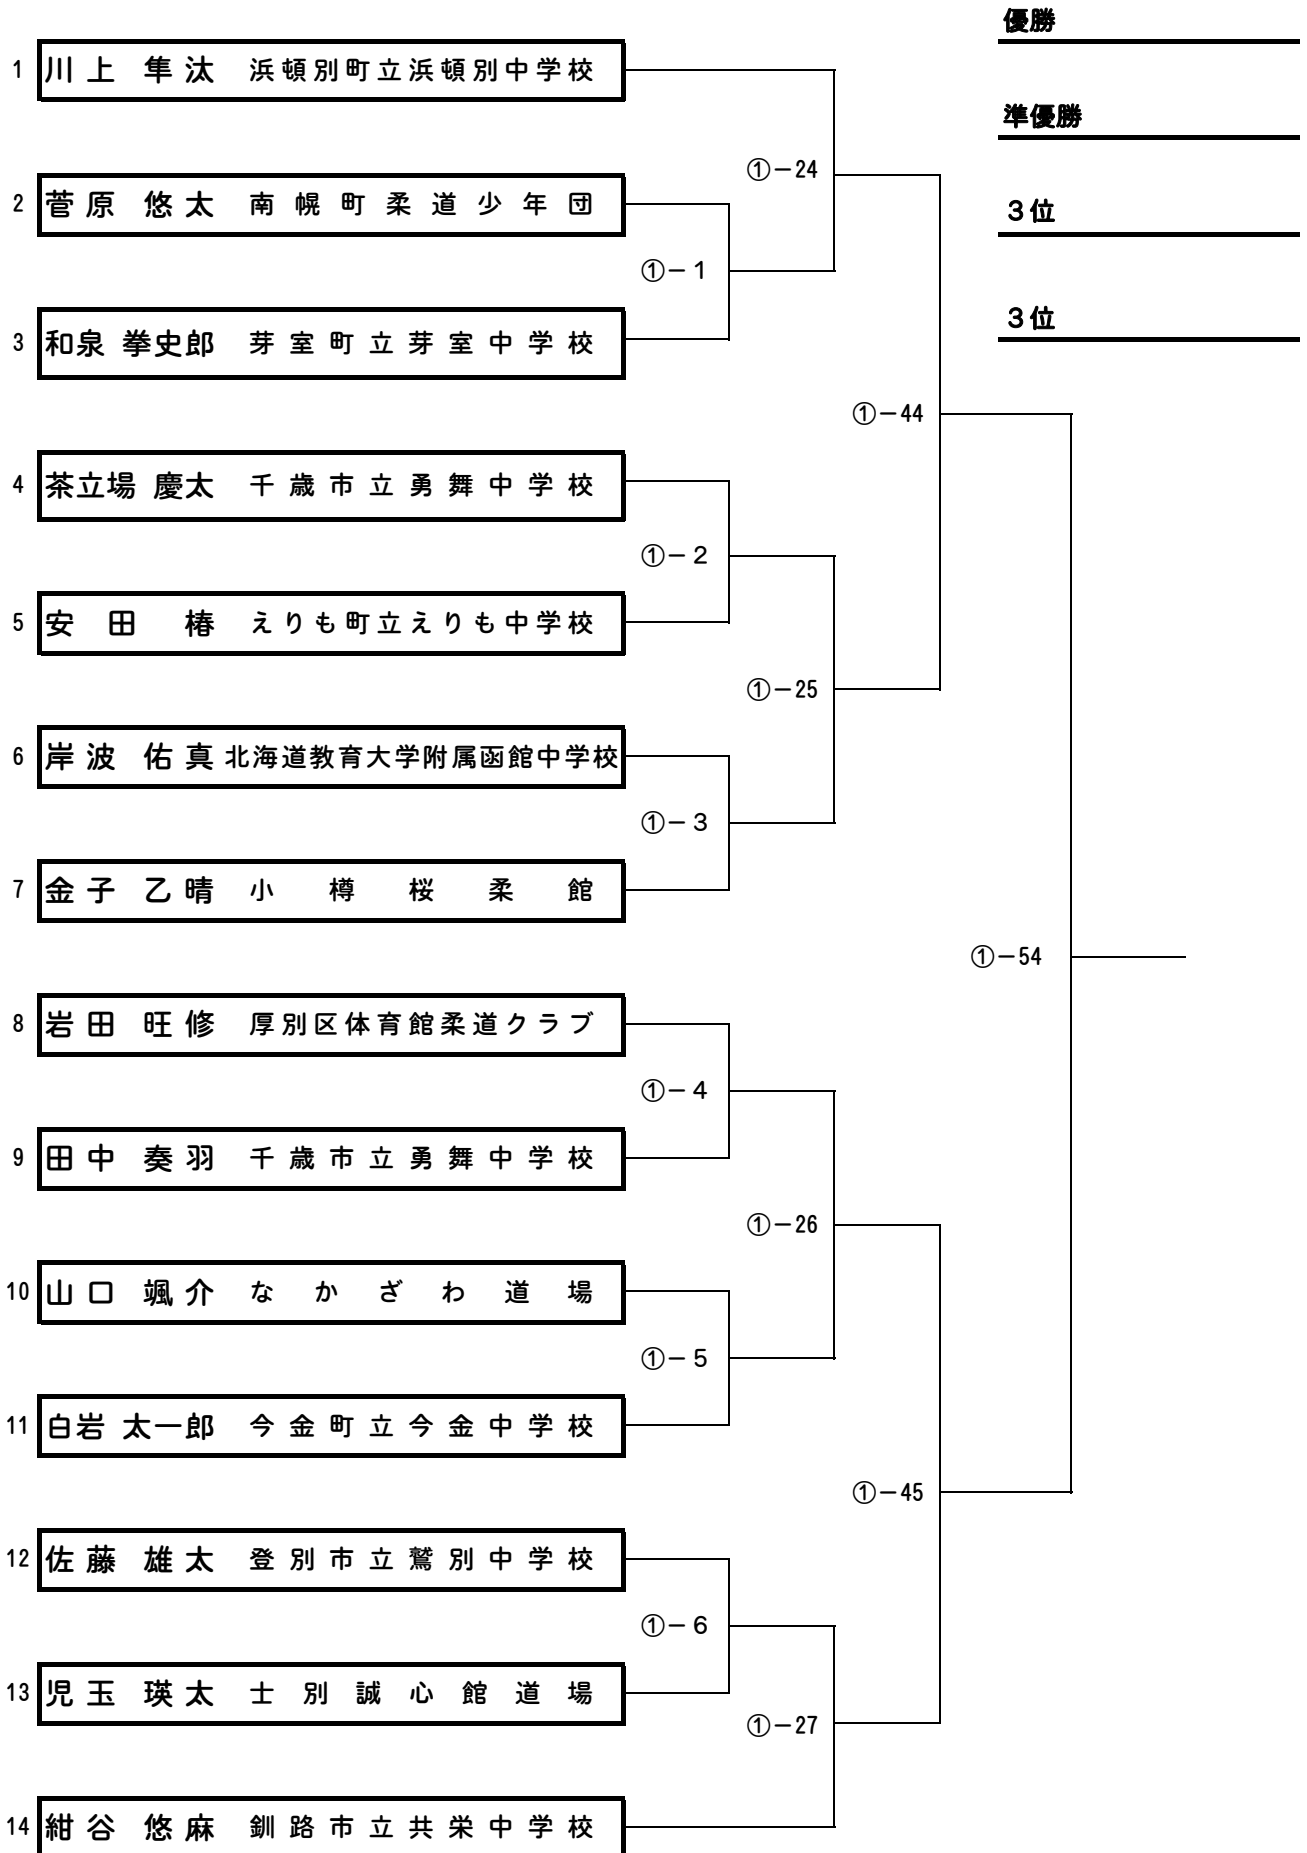 優勝
1 川上 隼汰 浜頓別町立浜頓別中学校
準優勝
①－24
2 菅原 悠太 南幌町柔道少年団
３位
①－1
3 和泉 拳史郎 芽室町立芽室中学校
３位
①－44
4 茶立場 慶太 千歳市立勇舞中学校
①－2
5 安田 椿 えりも町立えりも中学校
①－25
6 岸波 佑真 北海道教育大学附属函館中学校
①－3
7 金子 乙晴 小樽桜柔館
①－54
8 岩田 旺修 厚別区体育館柔道クラブ
①－4
9 田中 奏羽 千歳市立勇舞中学校
①－26
10 山口 颯介 なかざわ道場
①－5
11 白岩 太一郎 今金町立今金中学校
①－45
12 佐藤 雄太 登別市立鷲別中学校
①－6
13 児玉 瑛太 士別誠心館道場
①－27
14 紺谷 悠麻 釧路市立共栄中学校